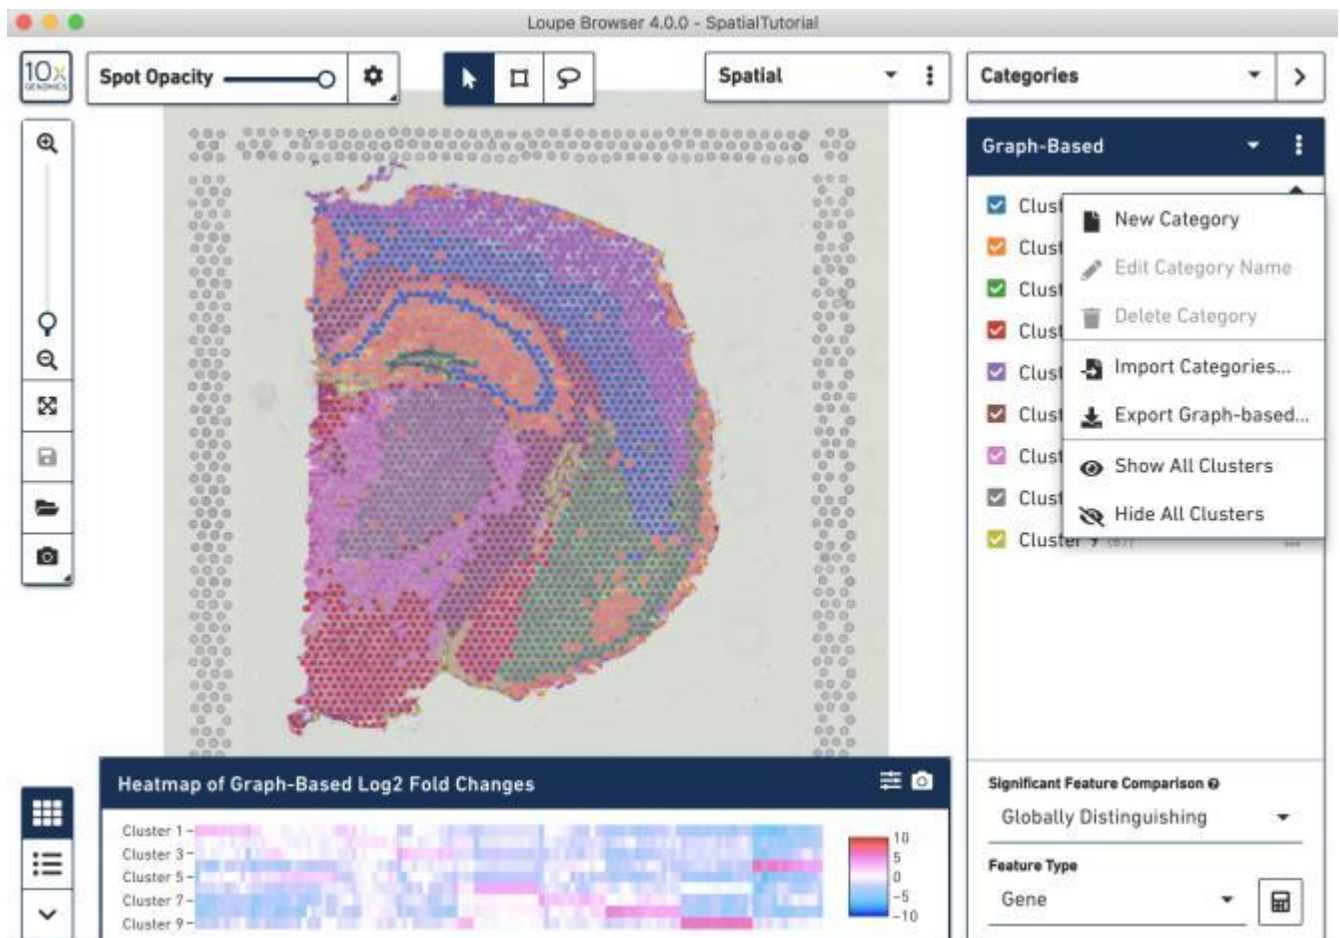 Loupe Browser 4.0.0 - SpatialTutorial
10x
GENOMICS
Spot Opacity
Spatial
Categories
Graph-Based
Clust
Clust
Clust
Clust
Clust
Clust
Clust
Clust
Cluster 9 (87)
New Category
Edit Category Name
Delete Category
Import Categories...
Export Graph-based...
Show All Clusters
Hide All Clusters
Heatmap of Graph-Based Log2 Fold Changes
Cluster 1
Cluster 3
Cluster 5
Cluster 7
Cluster 9
10
5
0
-5
-10
Significant Feature Comparison
Globally Distinguishing
Feature Type
Gene